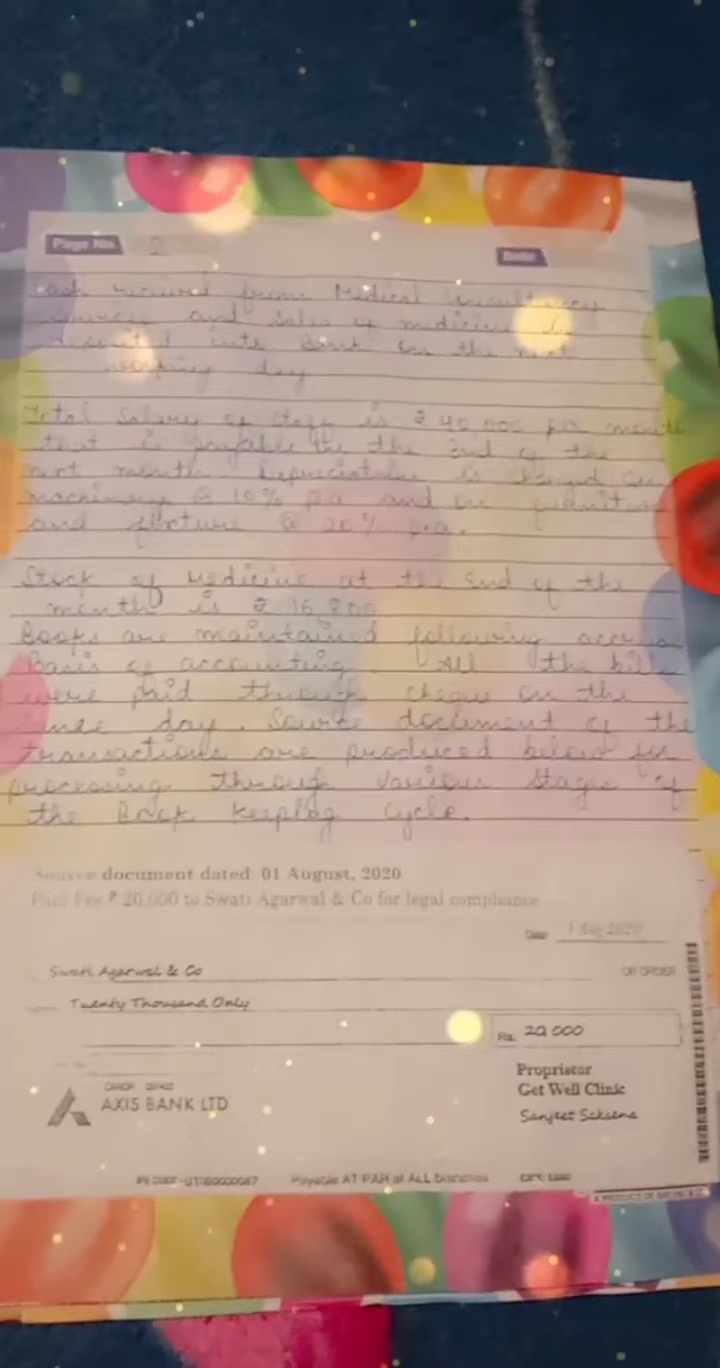 Page No. 2
Date
Cash received from Medical Consultancy
services and Sales of medicine is
deposited into Bank on the next
working day
Total Salary of staff is ₹ 40,000 per month
that is payable by the 3rd of the
next month. Depreciation is charged on
machinery @ 10% p.a and on furniture
and fixture @ 20% p.a.
Stock of Medicine at the end of the
month is ₹ 16,800
Books are maintained following accrual
basis of accounting. All the bills
were paid through cheque on the
same day. Source document of the
transactions are produced below for
processing through various stages of
the Book keeping cycle.
Source document dated: 01 August, 2020
Paid Fee ₹ 20,000 to Swati Agarwal & Co for legal compliance
Date 1 Aug 2020
Swati Agarwal & Co OR ORDER
Twenty Thousand Only
Rs. 20 000
Proprietor
Get Well Clinic
AXIS BANK LTD
Sanjeet Saksena
Payable AT PAR at ALL branches